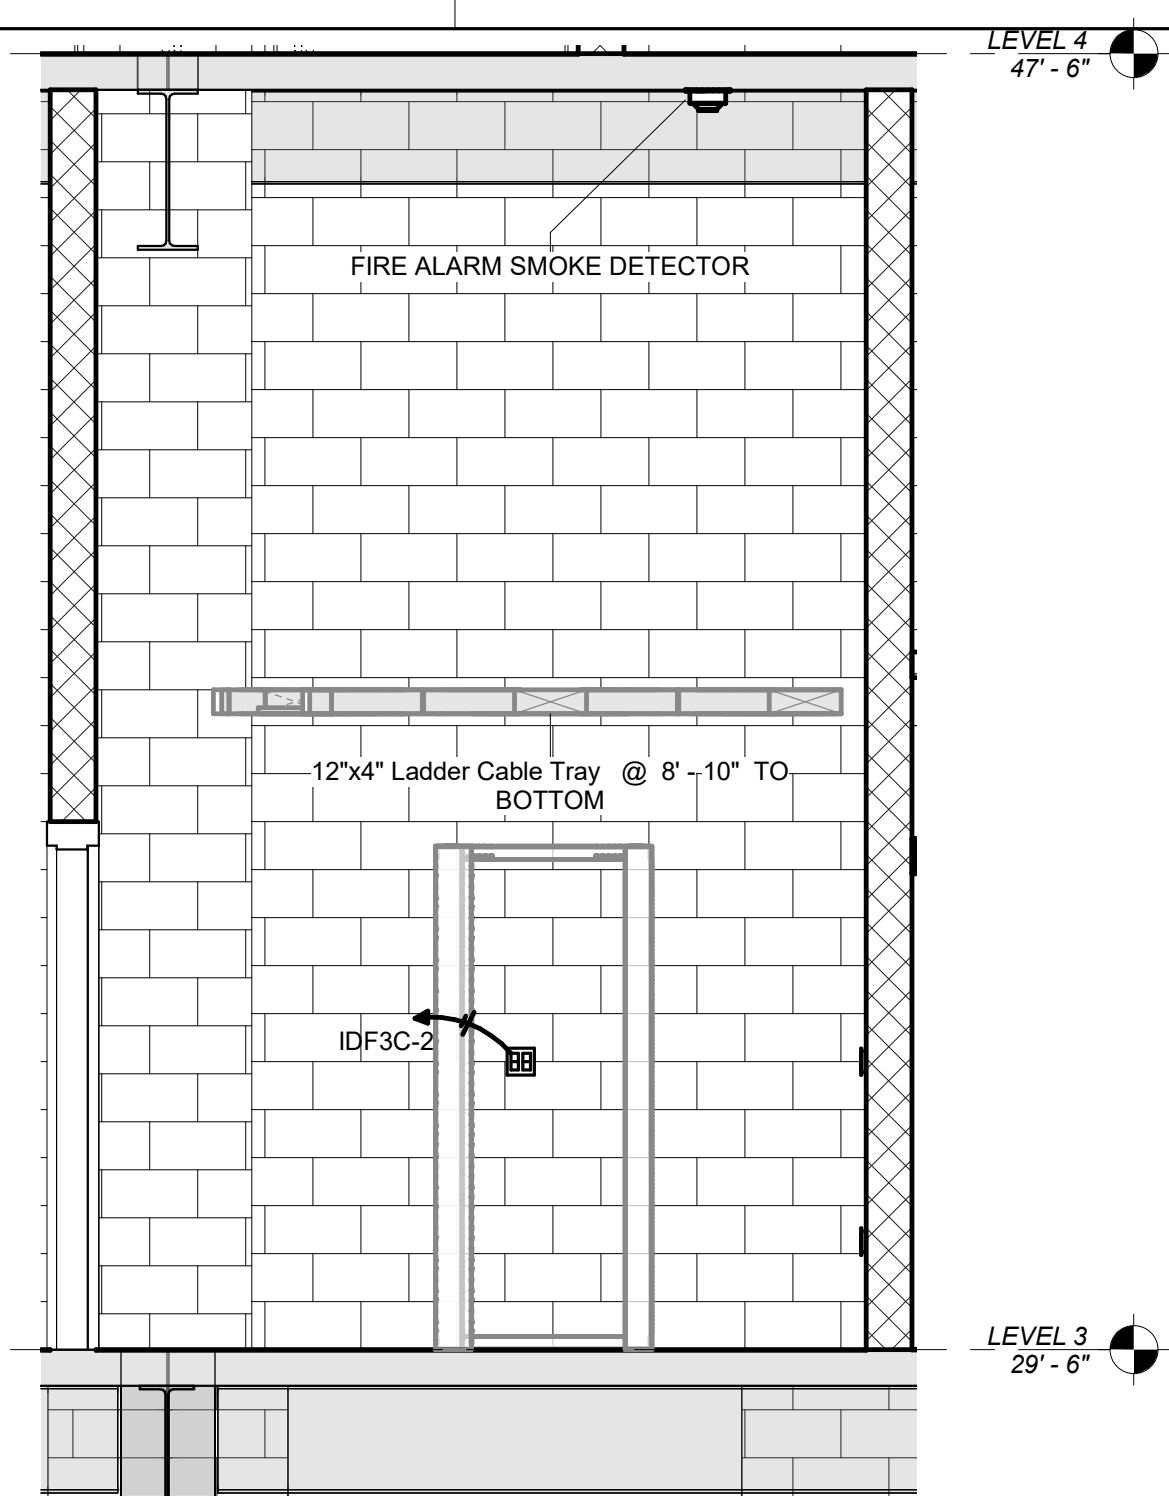 LEVEL 4
47' - 6"
FIRE ALARM SMOKE DETECTOR
12"x4" Ladder Cable Tray @ 8' - 10" TO
BOTTOM
IDF3C-2
LEVEL 3
29' - 6"